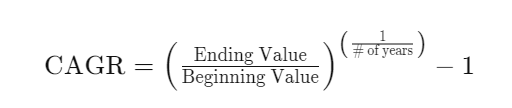 CAGR = (Ending Value / Beginning Value)^(1 / # of years) − 1